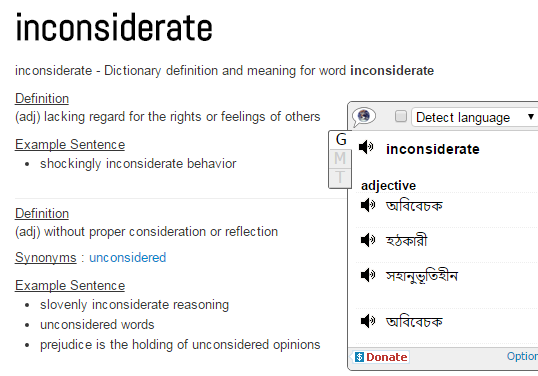 inconsiderate
inconsiderate - Dictionary definition and meaning for word inconsiderate
Definition
(adj) lacking regard for the rights or feelings of others
Example Sentence
shockingly inconsiderate behavior
Definition
(adj) without proper consideration or reflection
Synonyms : unconsidered
Example Sentence
slovenly inconsiderate reasoning
unconsidered words
prejudice is the holding of unconsidered opinions
Detect language
G
M
T
inconsiderate
adjective
অবিবেচক
হঠকারী
সহানুভূতিহীন
অবিবেচক
$ Donate
Option